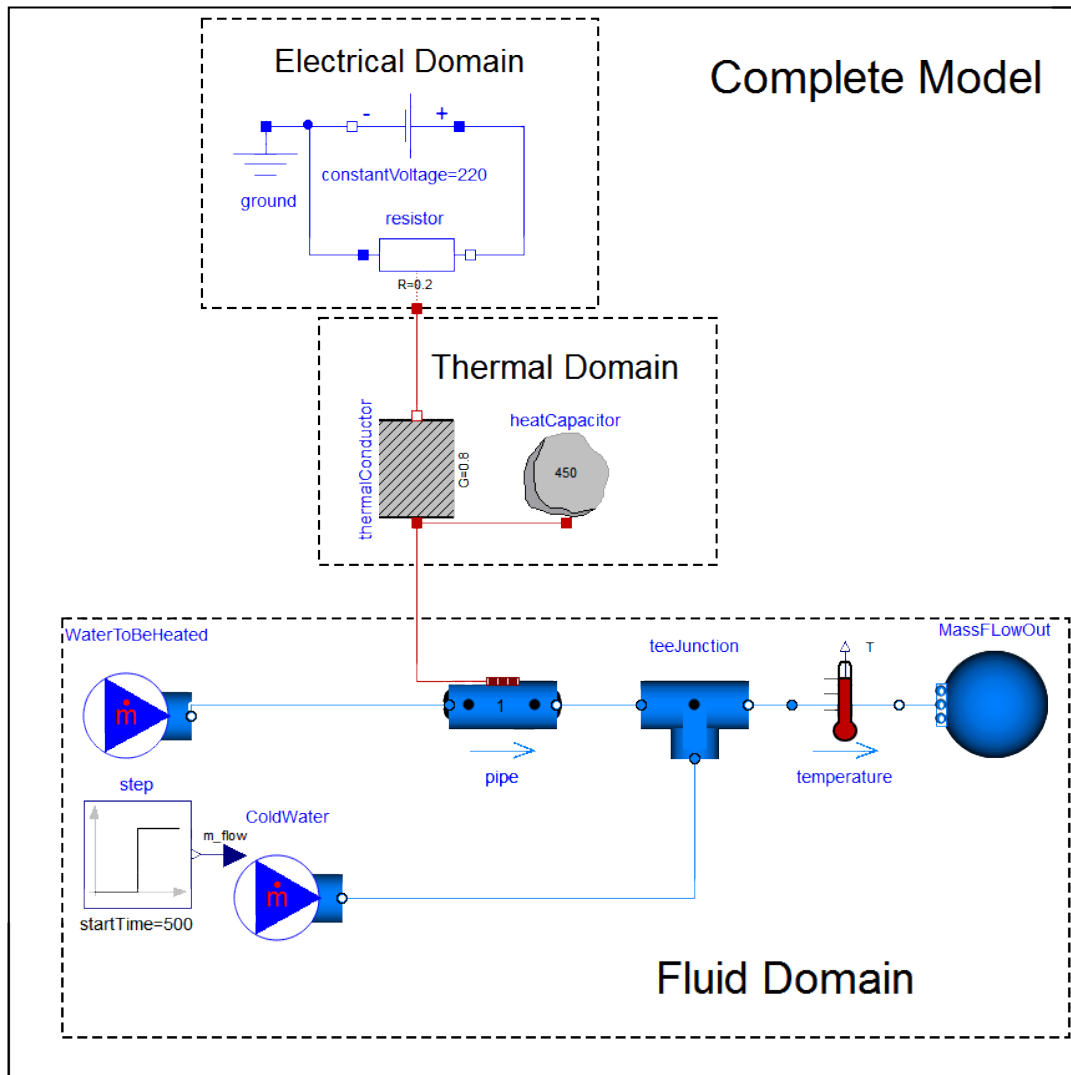 Complete Model
Electrical Domain
-
+
constantVoltage=220
ground
resistor
R=0.2
Thermal Domain
thermalConductor
G=0.8
heatCapacitor
450
WaterToBeHeated
teeJunction
T
MassFLowOut
m
1
pipe
temperature
step
ColdWater
m_flow
m
startTime=500
Fluid Domain